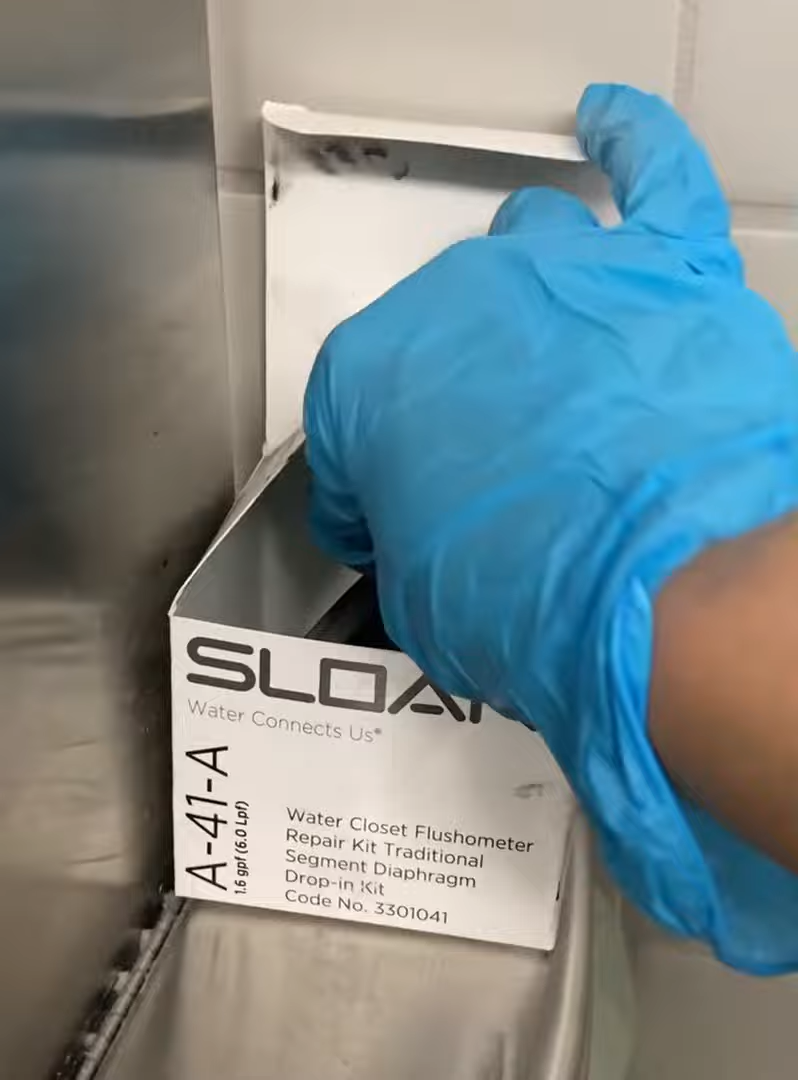 SLOAN
Water Connects Us®
A-41-A
1.6 gpf (6.0 Lpf)
Water Closet Flushometer
Repair Kit Traditional
Segment Diaphragm
Drop-in Kit
Code No. 3301041